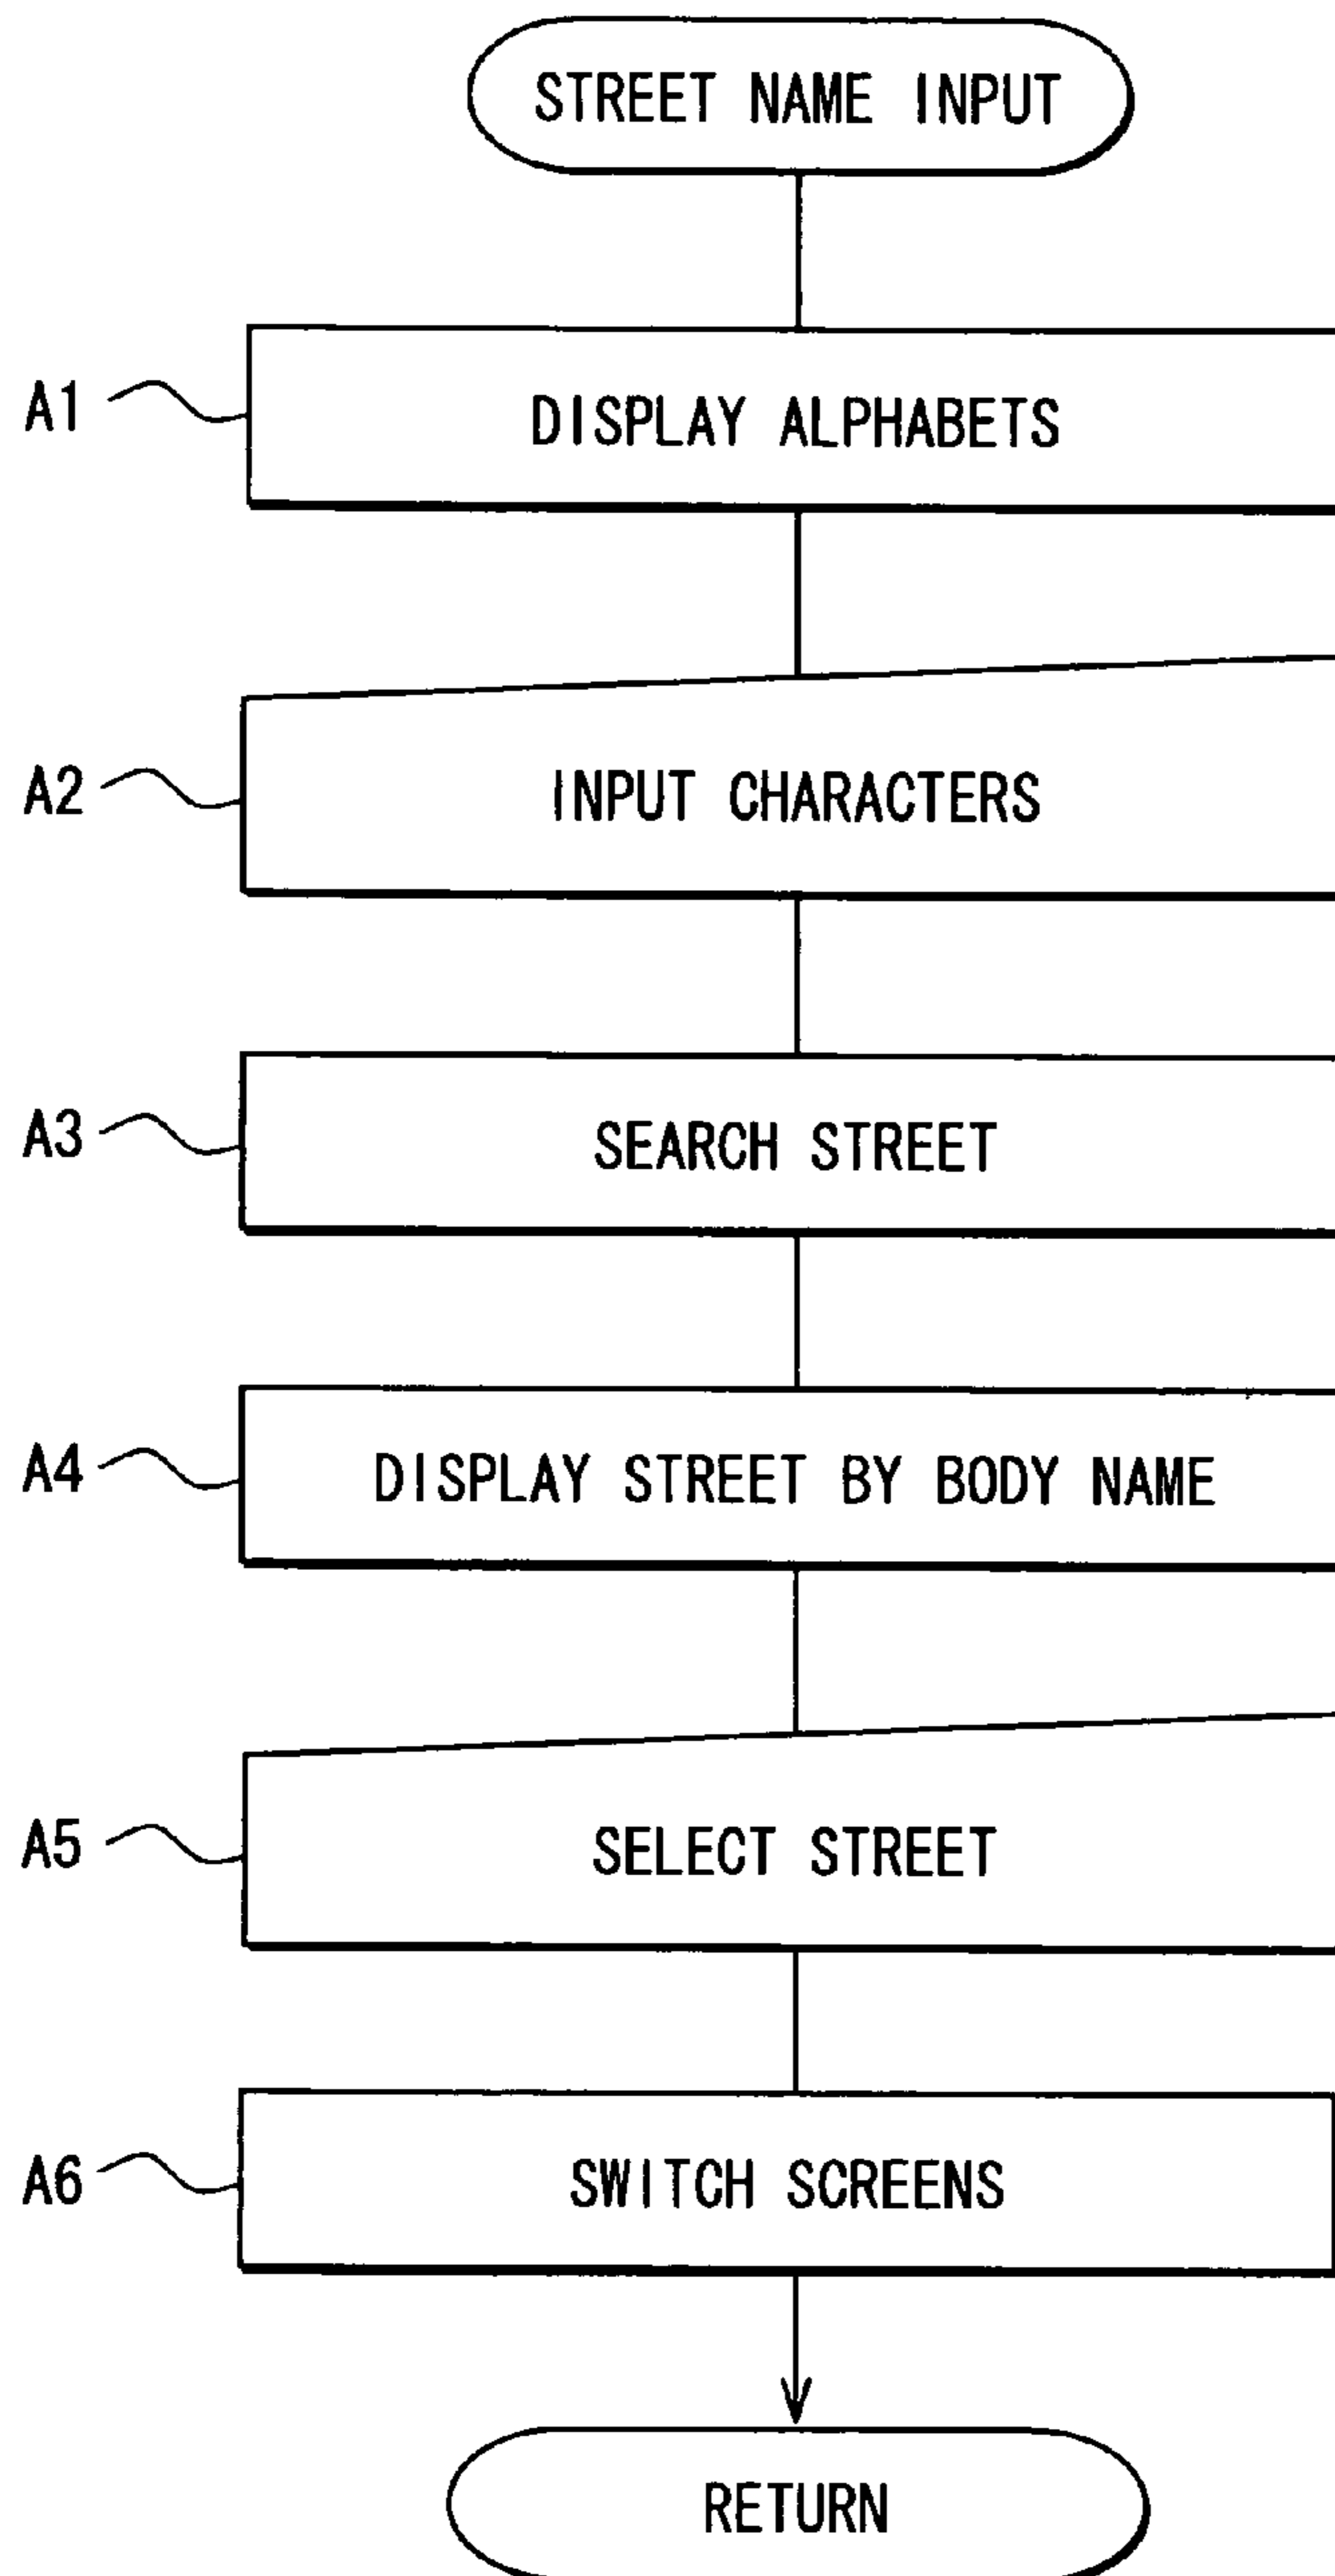 STREET NAME INPUT
A1
DISPLAY ALPHABETS
A2
INPUT CHARACTERS
A3
SEARCH STREET
A4
DISPLAY STREET BY BODY NAME
A5
SELECT STREET
A6
SWITCH SCREENS
RETURN